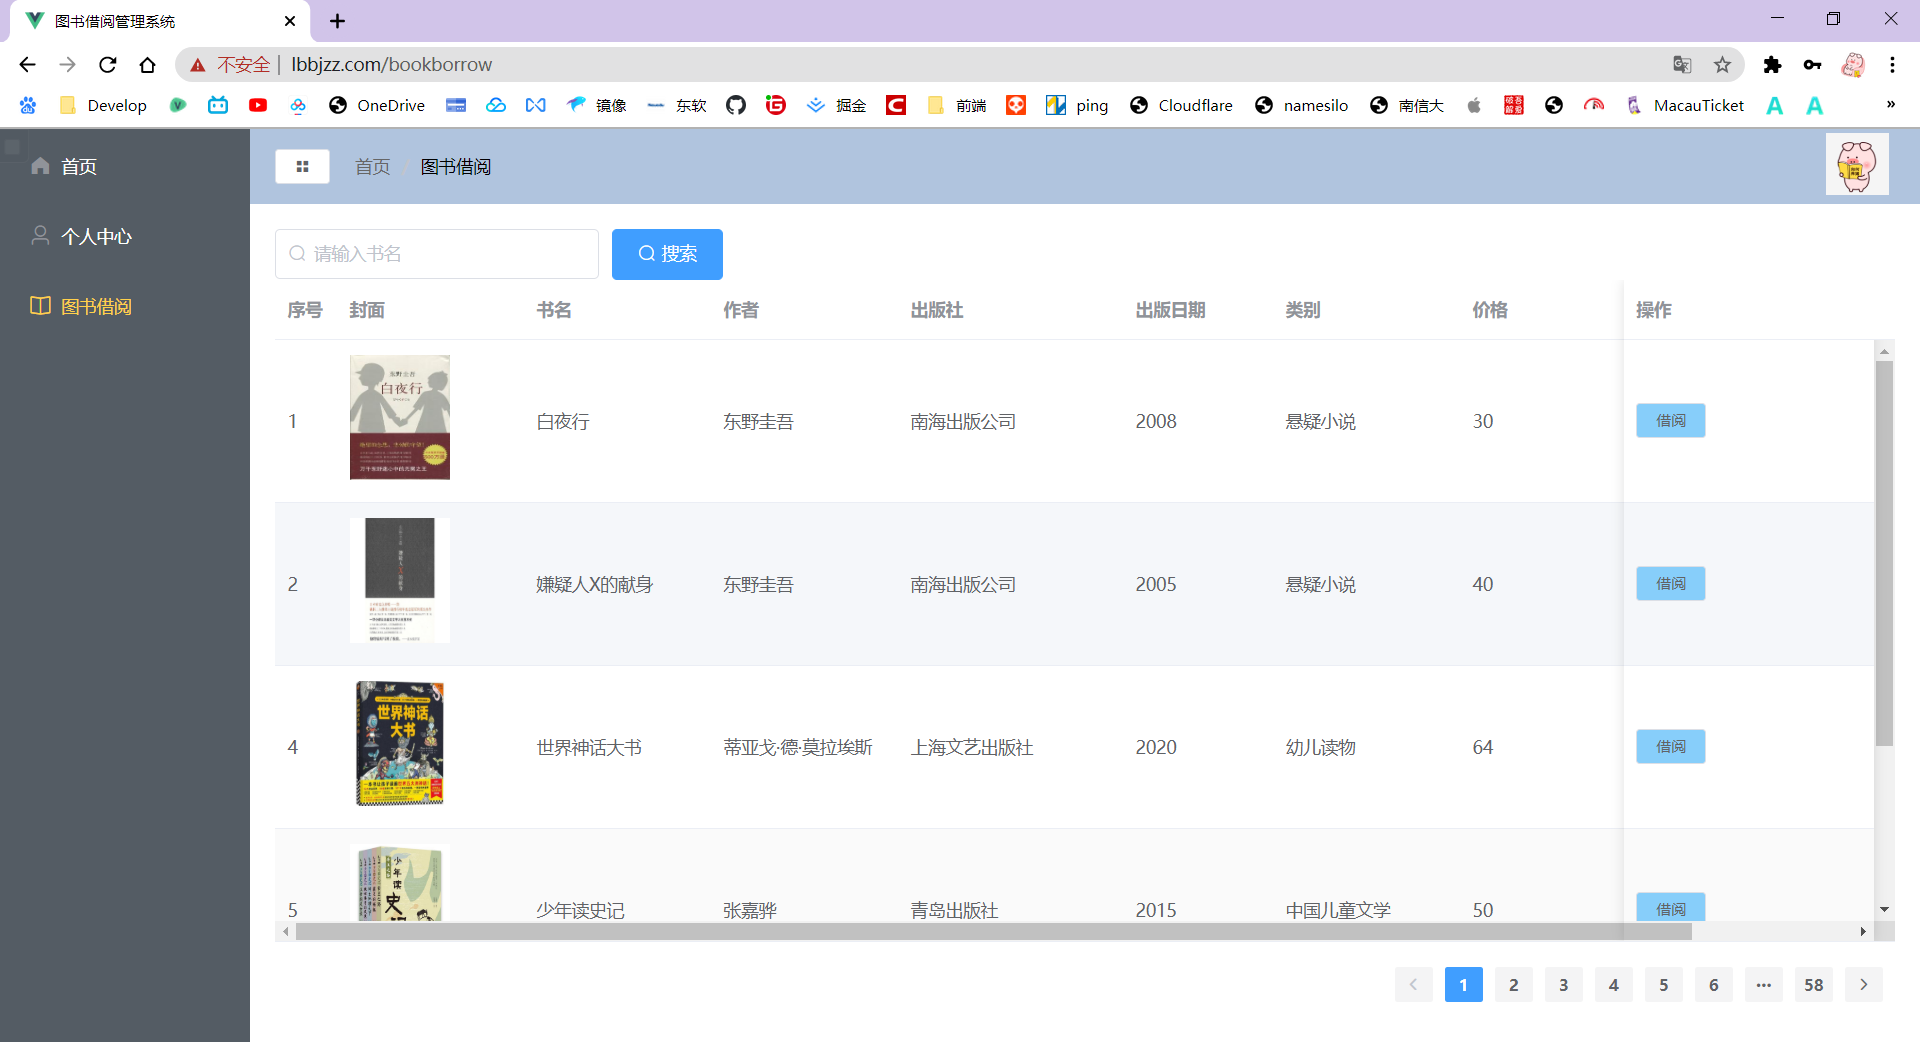 图书借阅管理系统
不安全 | lbbjzz.com/bookborrow
Develop OneDrive 镜像 东软 掘金 前端 ping Cloudflare namesilo 南信大 MacauTicket »
首页
个人中心
图书借阅
首页 / 图书借阅
请输入书名 搜索
序号 封面 书名 作者 出版社 出版日期 类别 价格 操作
东野圭吾
白夜行
1 白夜行 东野圭吾 南海出版公司 2008 悬疑小说 30 借阅
2 嫌疑人X的献身 东野圭吾 南海出版公司 2005 悬疑小说 40 借阅
世界神话
大书
4 世界神话大书 蒂亚戈·德·莫拉埃斯 上海文艺出版社 2020 幼儿读物 64 借阅
少年读
史记
5 少年读史记 张嘉骅 青岛出版社 2015 中国儿童文学 50 借阅
1 2 3 4 5 6 ··· 58